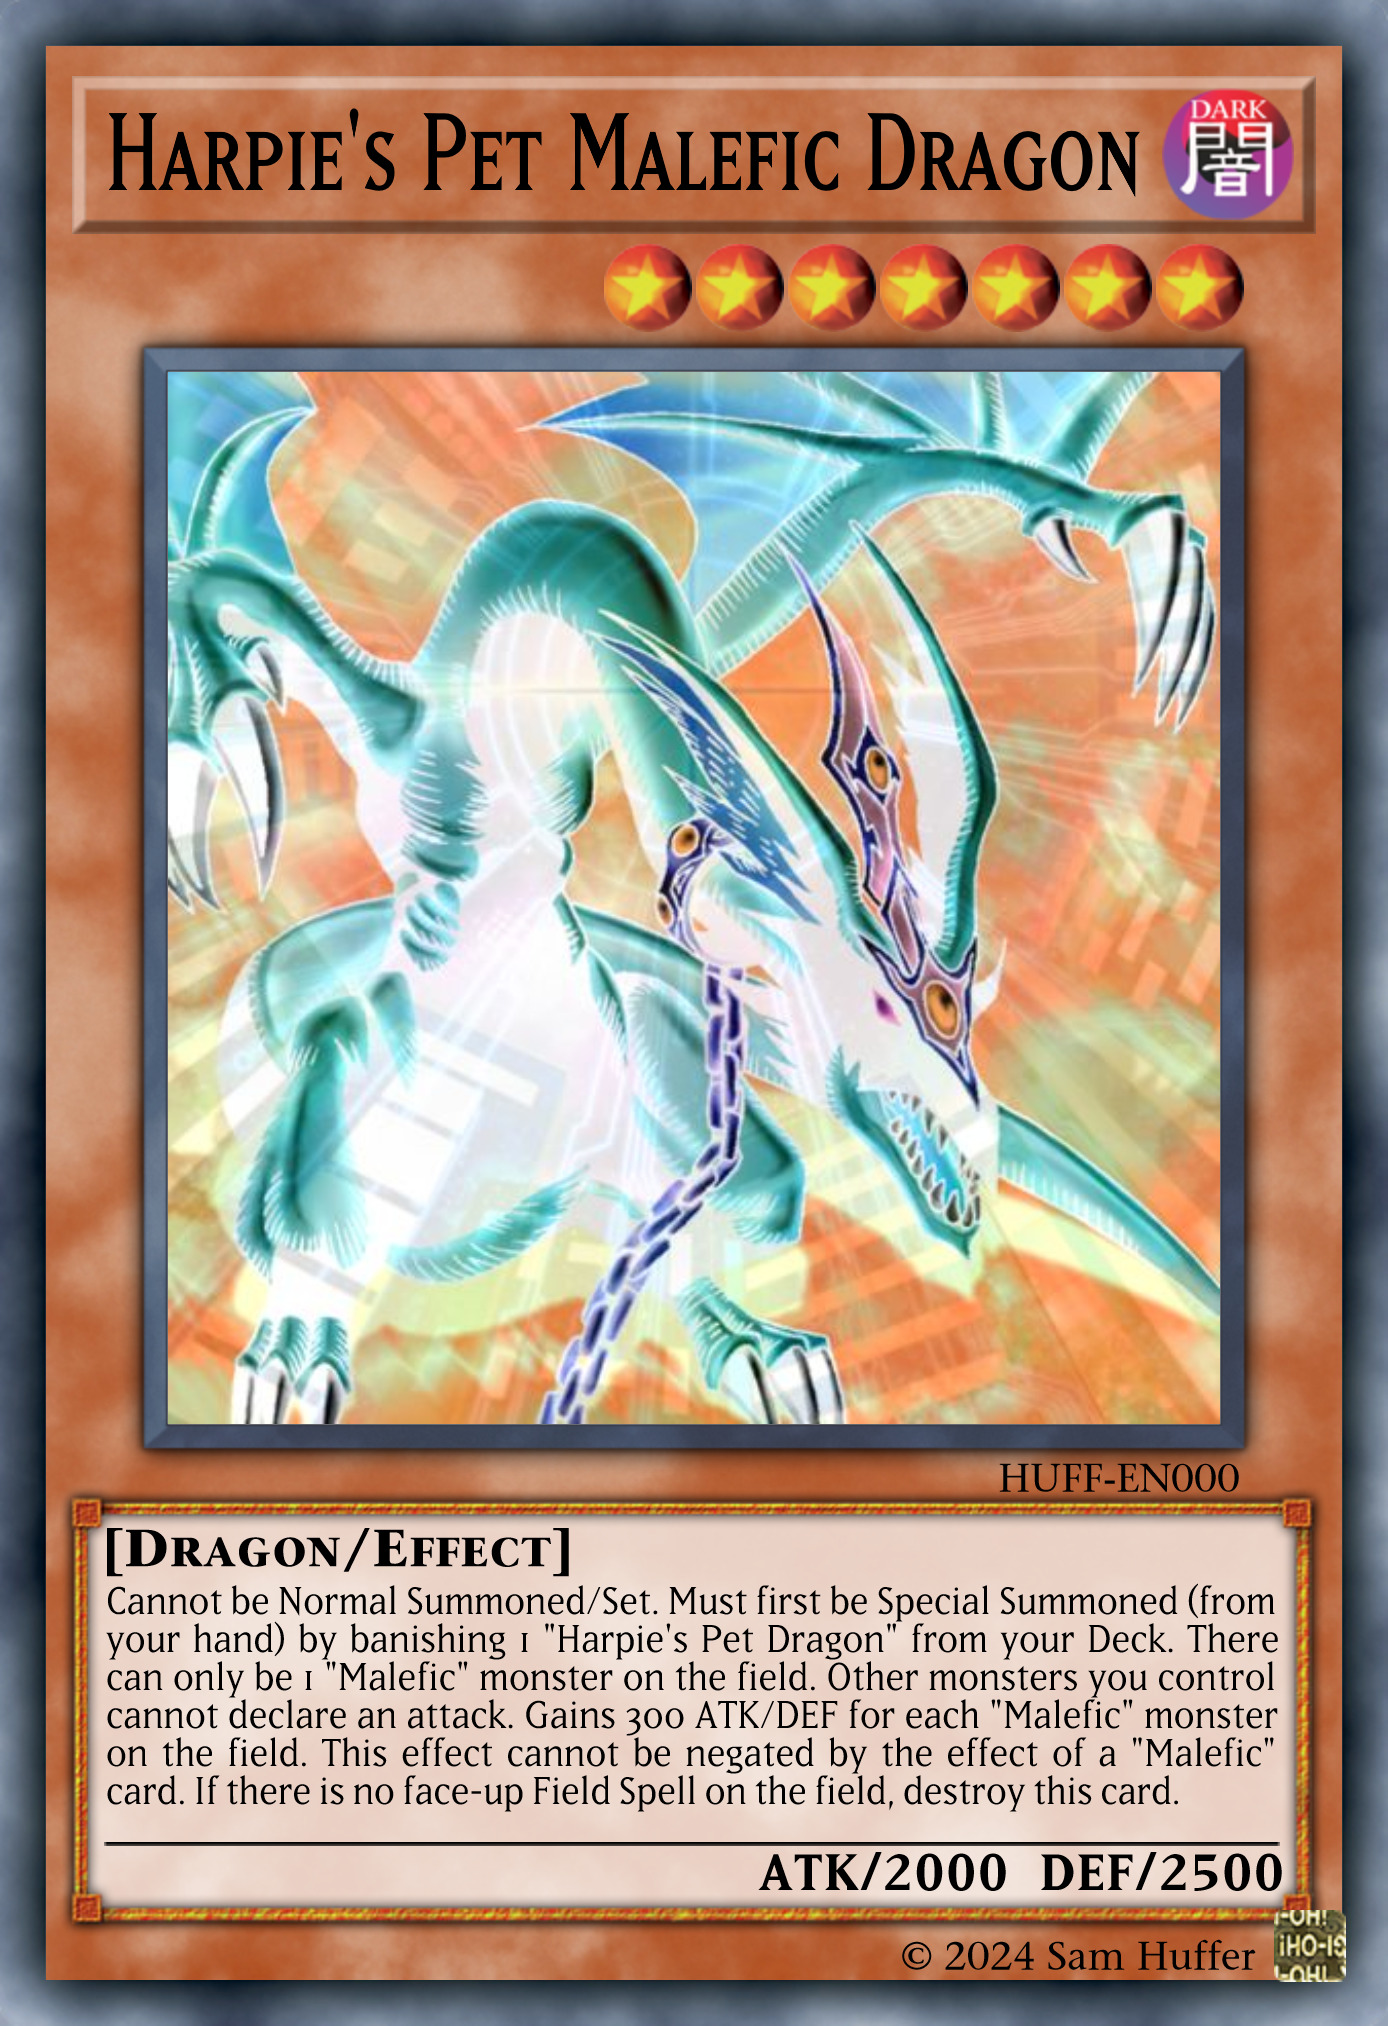 Harpie's Pet Malefic Dragon
DARK
闇
HUFF-EN000
[Dragon/Effect]
Cannot be Normal Summoned/Set. Must first be Special Summoned (from
your hand) by banishing 1 "Harpie's Pet Dragon" from your Deck. There
can only be 1 "Malefic" monster on the field. Other monsters you control
cannot declare an attack. Gains 300 ATK/DEF for each "Malefic" monster
on the field. This effect cannot be negated by the effect of a "Malefic"
card. If there is no face-up Field Spell on the field, destroy this card.
ATK/2000 DEF/2500
© 2024 Sam Huffer